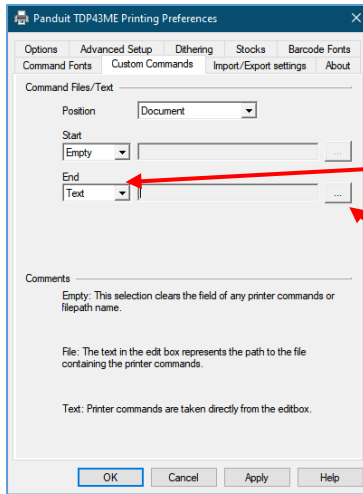 Panduit TDP43ME Printing Preferences
Options Advanced Setup Dithering Stocks Barcode Fonts
Command Fonts Custom Commands Import/Export settings About
Command Files/Text
Position Document
Start
Empty ...
End
Text ...
Comments
Empty: This selection clears the field of any printer commands or
filepath name.
File: The text in the edit box represents the path to the file
containing the printer commands.
Text: Printer commands are taken directly from the editbox.
OK Cancel Apply Help